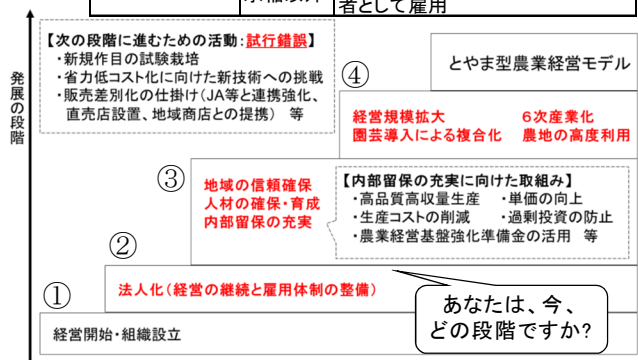 者として雇用
【次の段階に進むための活動：試行錯誤】
・新規作目の試験栽培
・省力低コスト化に向けた新技術への挑戦
・販売差別化の仕掛け（JA等と連携強化、
直売店設置、地域商店との提携） 等
発展の段階
④
とやま型農業経営モデル
経営規模拡大 6次産業化
園芸導入による複合化 農地の高度利用
③
地域の信頼確保
人材の確保・育成
内部留保の充実
【内部留保の充実に向けた取組み】
・高品質高収量生産 ・単価の向上
・生産コストの削減 ・過剰投資の防止
・農業経営基盤強化準備金の活用 等
②
法人化（経営の継続と雇用体制の整備）
①
経営開始・組織設立
あなたは、今、
どの段階ですか?